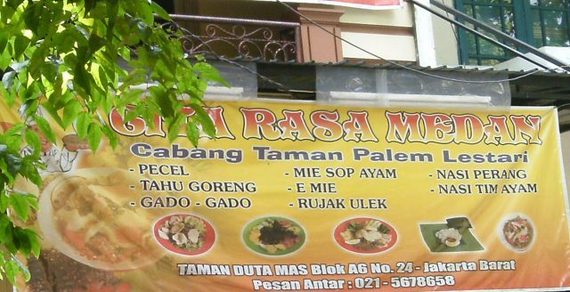 CITA RASA MEDAN
Cabang Taman Palem Lestari
- PECEL
- TAHU GORENG
- GADO - GADO
- MIE SOP AYAM
- E MIE
- RUJAK ULEK
- NASI PERANG
- NASI TIM AYAM
TAMAN DUTA MAS Blok A6 No. 24 - Jakarta Barat
Pesan Antar : 021 - 5678658